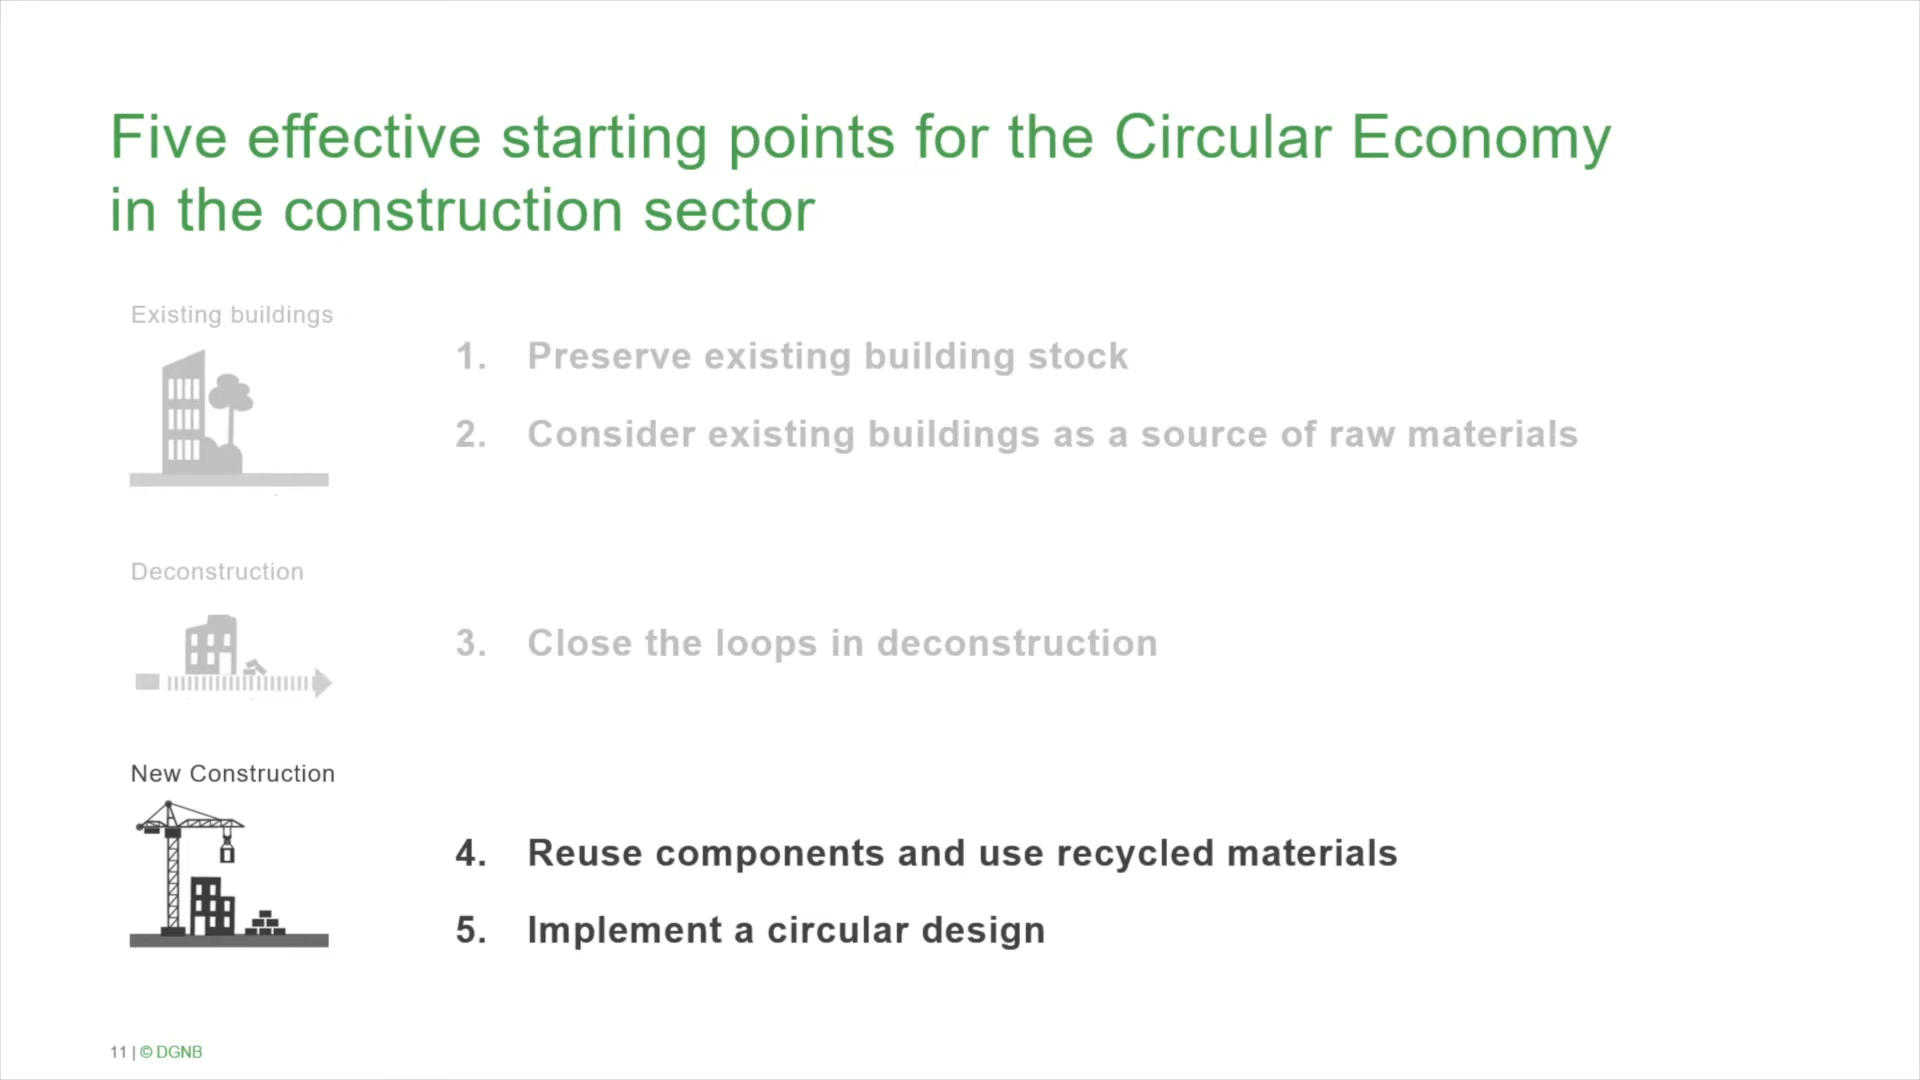 Five effective starting points for the Circular Economy
in the construction sector
Existing buildings
1. Preserve existing building stock
2. Consider existing buildings as a source of raw materials
Deconstruction
3. Close the loops in deconstruction
New Construction
4. Reuse components and use recycled materials
5. Implement a circular design
11 | © DGNB